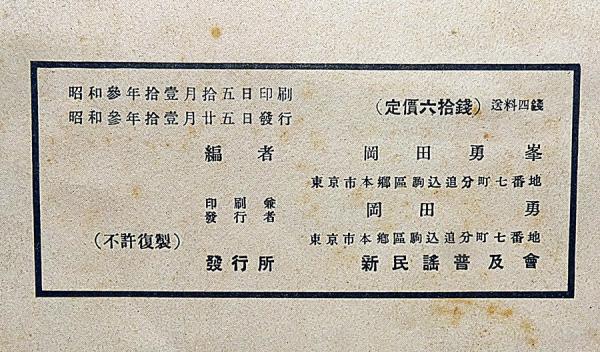 昭和參年拾壹月拾五日印刷
昭和參年拾壹月廿五日發行
(定價六拾錢) 送料四錢
編者 岡田勇峯
東京市本鄕區駒込追分町七番地
印刷兼
發行者
岡田勇
東京市本鄕區駒込追分町七番地
(不許復製)
發行所 新民謠普及會